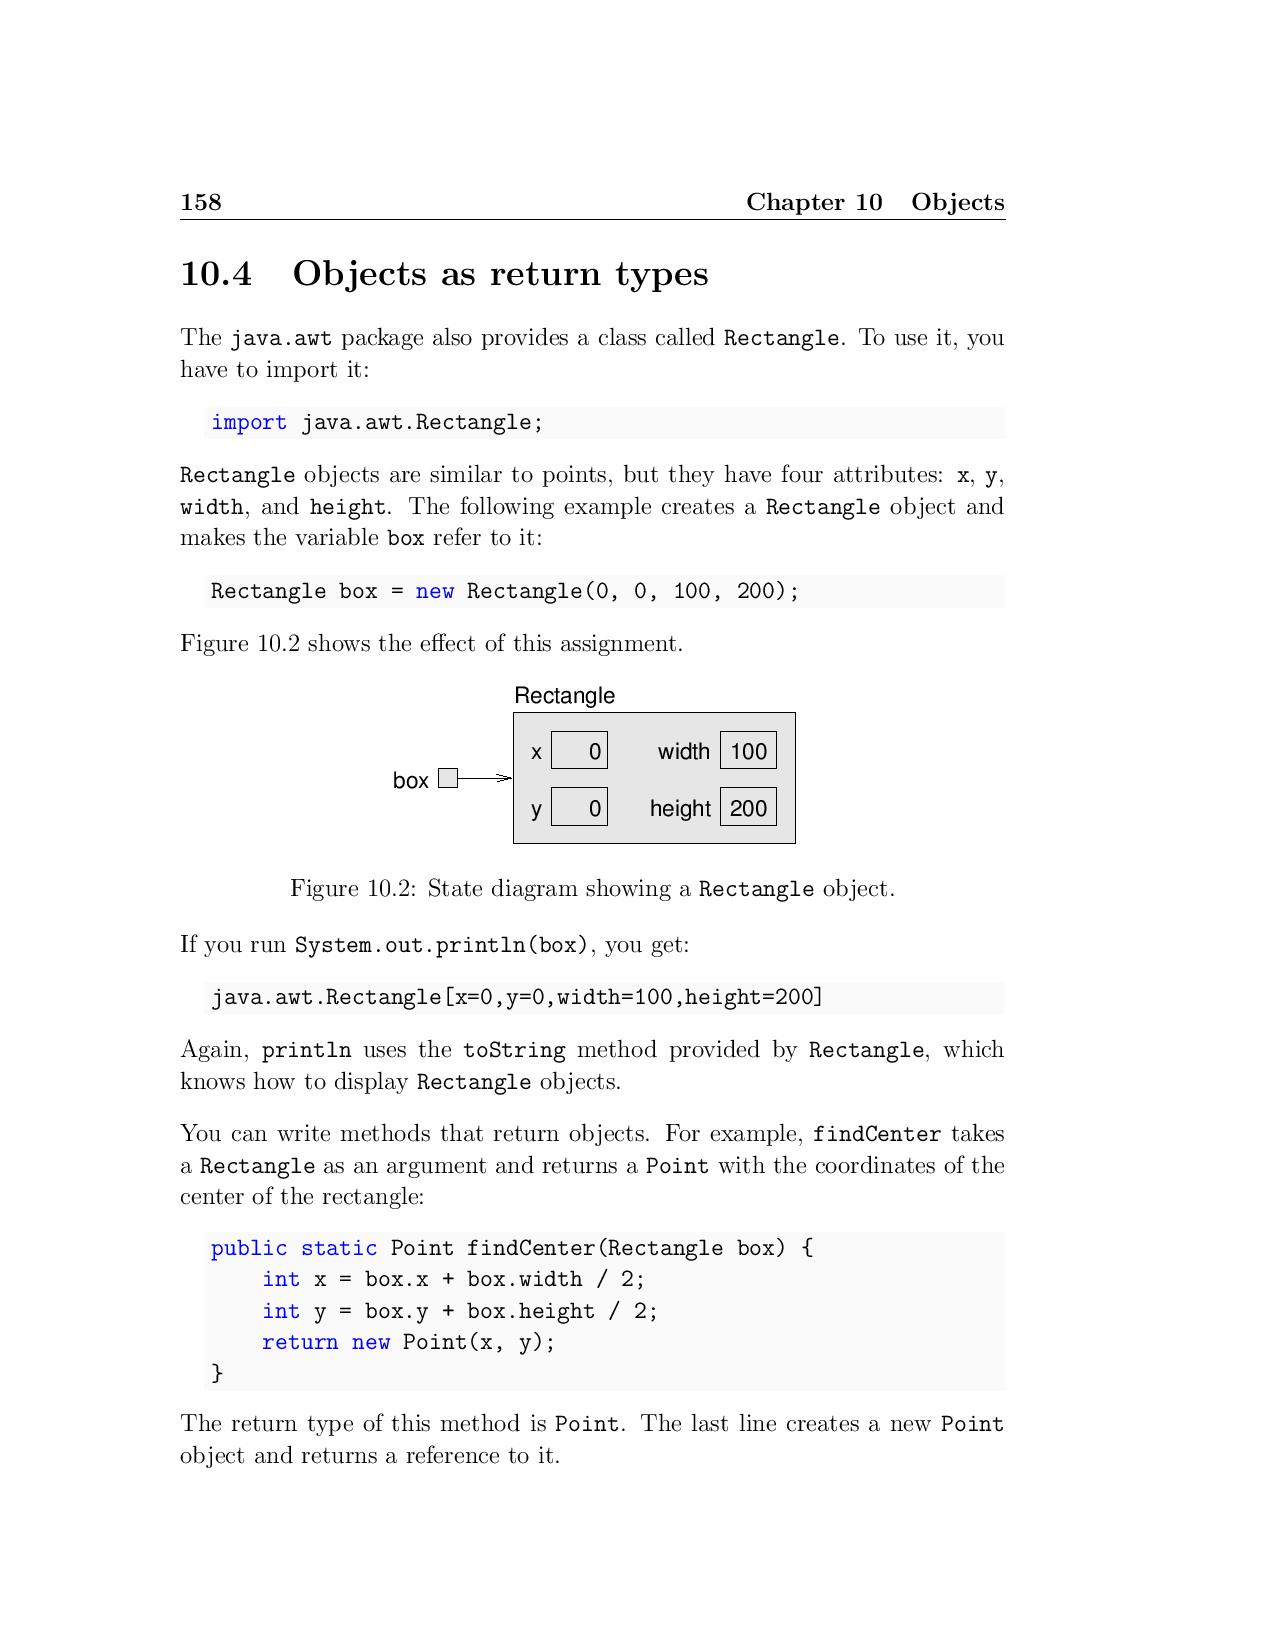 158 Chapter 10 Objects
10.4 Objects as return types
The java.awt package also provides a class called Rectangle. To use it, you
have to import it:
import java.awt.Rectangle;
Rectangle objects are similar to points, but they have four attributes: x, y,
width, and height. The following example creates a Rectangle object and
makes the variable box refer to it:
Rectangle box = new Rectangle(0, 0, 100, 200);
Figure 10.2 shows the effect of this assignment.
Rectangle
x 0 width 100
box
y 0 height 200
Figure 10.2: State diagram showing a Rectangle object.
If you run System.out.println(box), you get:
java.awt.Rectangle[x=0,y=0,width=100,height=200]
Again, println uses the toString method provided by Rectangle, which
knows how to display Rectangle objects.
You can write methods that return objects. For example, findCenter takes
a Rectangle as an argument and returns a Point with the coordinates of the
center of the rectangle:
public static Point findCenter(Rectangle box) {
    int x = box.x + box.width / 2;
    int y = box.y + box.height / 2;
    return new Point(x, y);
}
The return type of this method is Point. The last line creates a new Point
object and returns a reference to it.